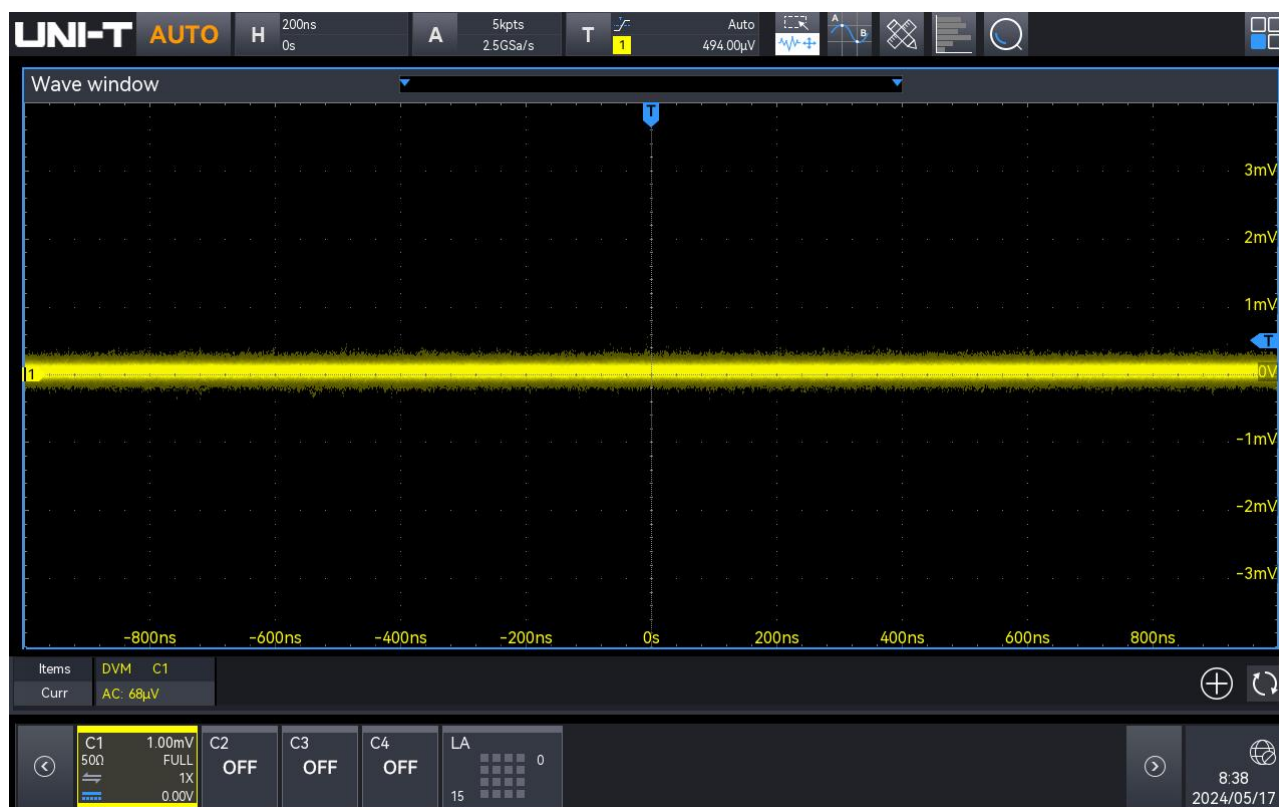 UNI-T AUTO H 200ns 0s A 5kpts 2.5GSa/s T 1 Auto 494.00μV A B
Wave window
T
3mV
2mV
1mV
T
1 0V
-1mV
-2mV
-3mV
-800ns -600ns -400ns -200ns 0s 200ns 400ns 600ns 800ns
Items DVM C1
Curr AC: 68μV
C1 1.00mV C2 C3 C4 LA
50Ω FULL OFF OFF OFF 0
1X
0.00V 15
8:38
2024/05/17